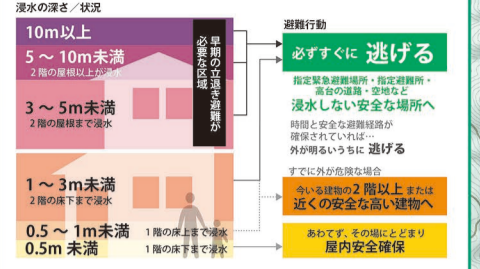 浸水の深さ／状況
10m以上
5 ～ 10m未満
2階の屋根以上が浸水
3 ～ 5m未満
2階の屋根まで浸水
1 ～ 3m未満
2階の床下まで浸水
0.5 ～ 1m未満
1階の床上まで浸水
0.5m 未満
1階の床下まで浸水
早期の立退き避難が
必要な区域
避難行動
必ずすぐに 逃げる
指定緊急避難場所・指定避難所・
高台の道路・空地など
浸水しない安全な場所へ
時間と安全な避難経路が
確保されていれば…
外が明るいうちに 逃げる
すでに外が危険な場合
今いる建物の2階以上 または
近くの安全な高い建物へ
あわてず、その場にとどまり
屋内安全確保